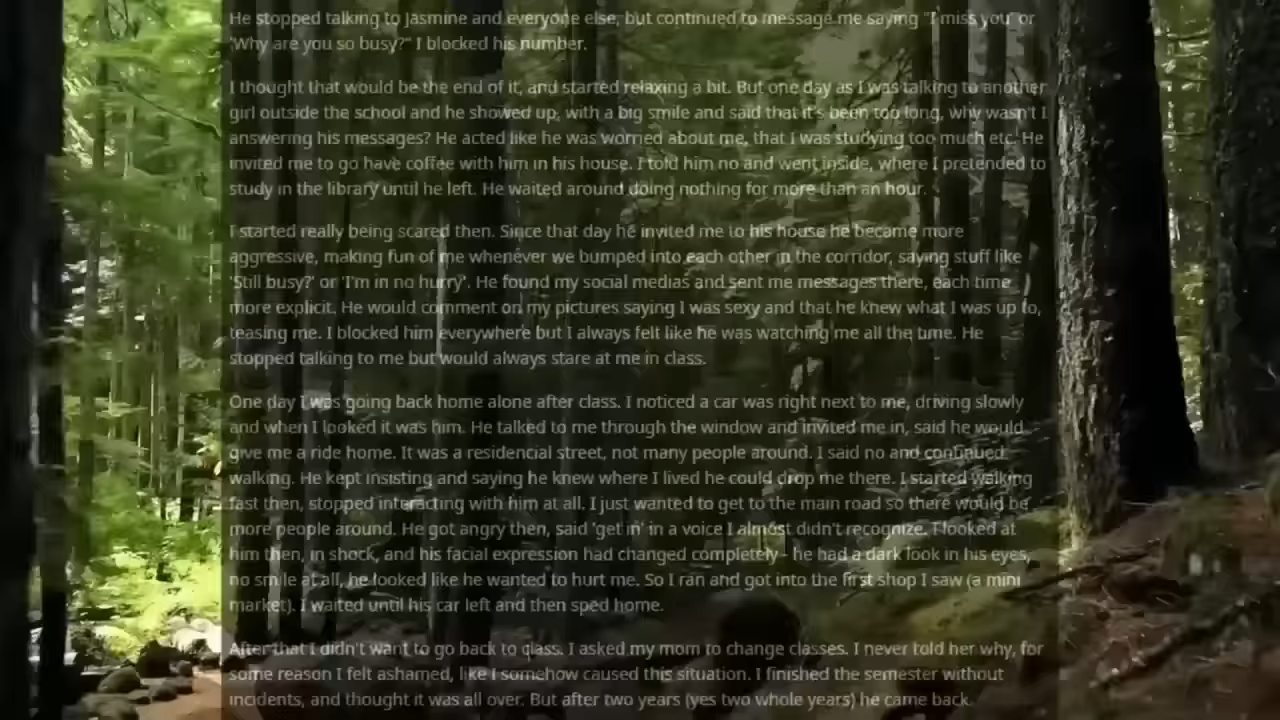 He stopped talking to Jasmine and everyone else, but continued to message me saying "I miss you" or
'Why are you so busy?" I blocked his number.
I thought that would be the end of it, and started relaxing a bit. But one day as I was talking to another
girl outside the school and he showed up, with a big smile and said that it's been too long, why wasn't I
answering his messages? He acted like he was worried about me, that I was studying too much etc. He
invited me to go have coffee with him in his house. I told him no and went inside, where I pretended to
study in the library until he left. He waited around doing nothing for more than an hour.
I started really being scared then. Since that day he invited me to his house he became more
aggressive, making fun of me whenever we bumped into each other in the corridor, saying stuff like
'Still busy?' or 'I'm in no hurry'. He found my social medias and sent me messages there, each time
more explicit. He would comment on my pictures saying I was sexy and that he knew what I was up to,
teasing me. I blocked him everywhere but I always felt like he was watching me all the time. He
stopped talking to me but would always stare at me in class.
One day I was going back home alone after class. I noticed a car was right next to me, driving slowly
and when I looked it was him. He talked to me through the window and invited me in, said he would
give me a ride home. It was a residencial street, not many people around. I said no and continued
walking. He kept insisting and saying he knew where I lived he could drop me there. I started walking
fast then, stopped interacting with him at all. I just wanted to get to the main road so there would be
more people around. He got angry then, said 'get in' in a voice I almost didn't recognize. I looked at
him then, in shock, and his facial expression had changed completely - he had a dark look in his eyes,
no smile at all, he looked like he wanted to hurt me. So I ran and got into the first shop I saw (a mini
market). I waited until his car left and then sped home.
After that I didn't want to go back to class. I asked my mom to change classes. I never told her why, for
some reason I felt ashamed, like I somehow caused this situation. I finished the semester without
incidents, and thought it was all over. But after two years (yes two whole years) he came back.